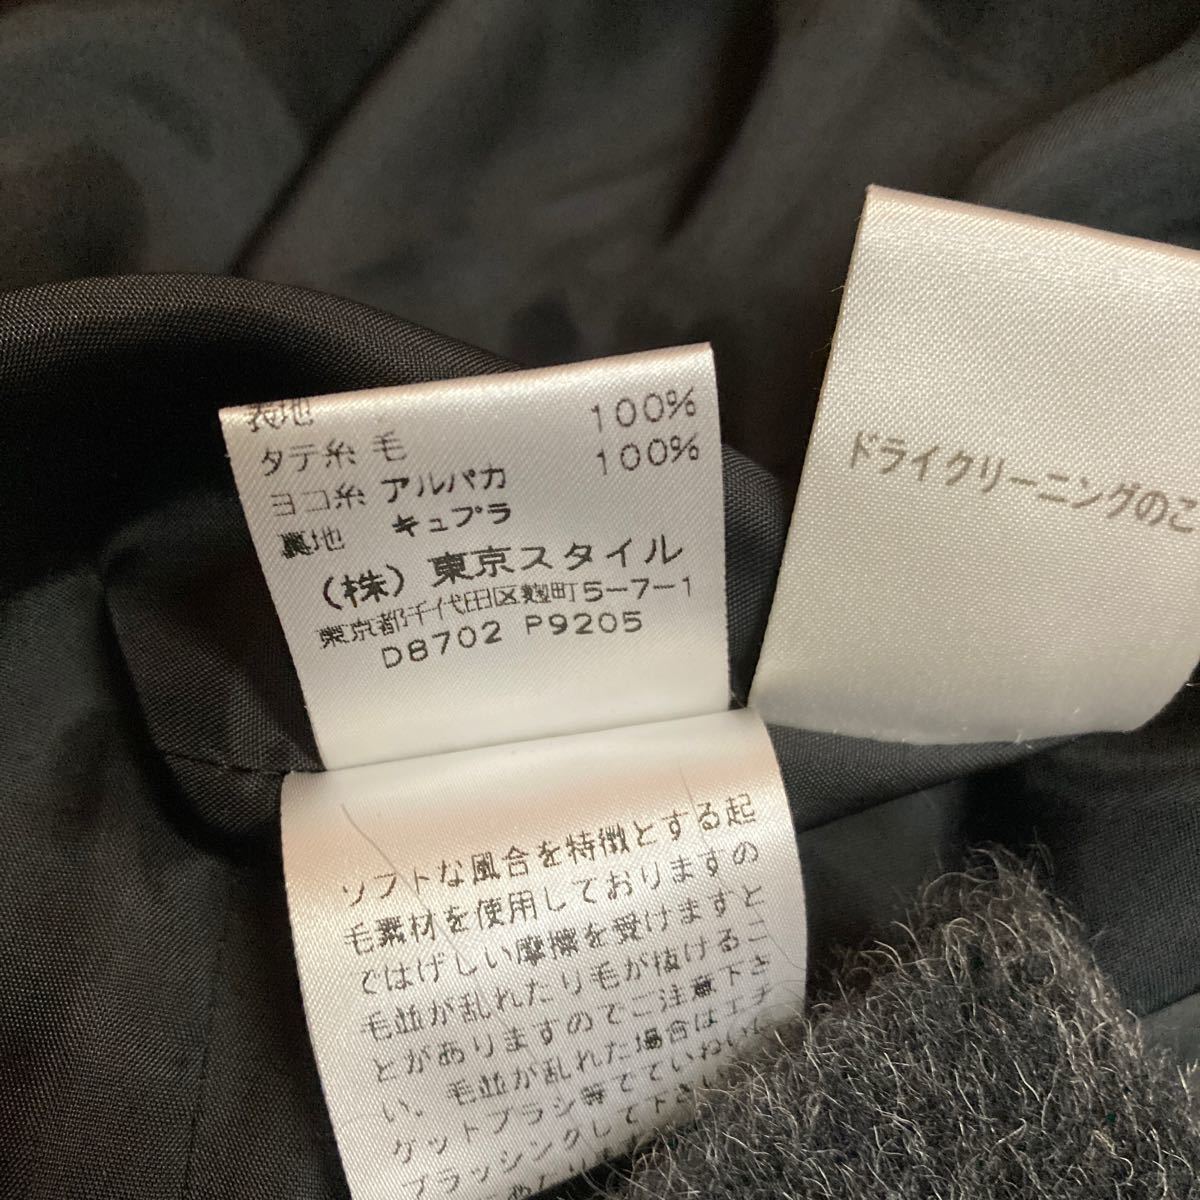 表地
タテ糸 毛 100%
ヨコ糸 アルパカ 100%
裏地 キュプラ
(株) 東京スタイル
東京都千代田区麹町5-7-1
D8702 P9205
ソフトな風合を特徴とする起
毛素材を使用しておりますの
ではげしい摩擦を受けますと
毛並が乱れたり毛が抜けるこ
とがありますのでご注意下さ
い。毛並が乱れた場合はエチ
ケットブラシ等でていねいに
ブラッシングして下さ
ドライクリーニングのご